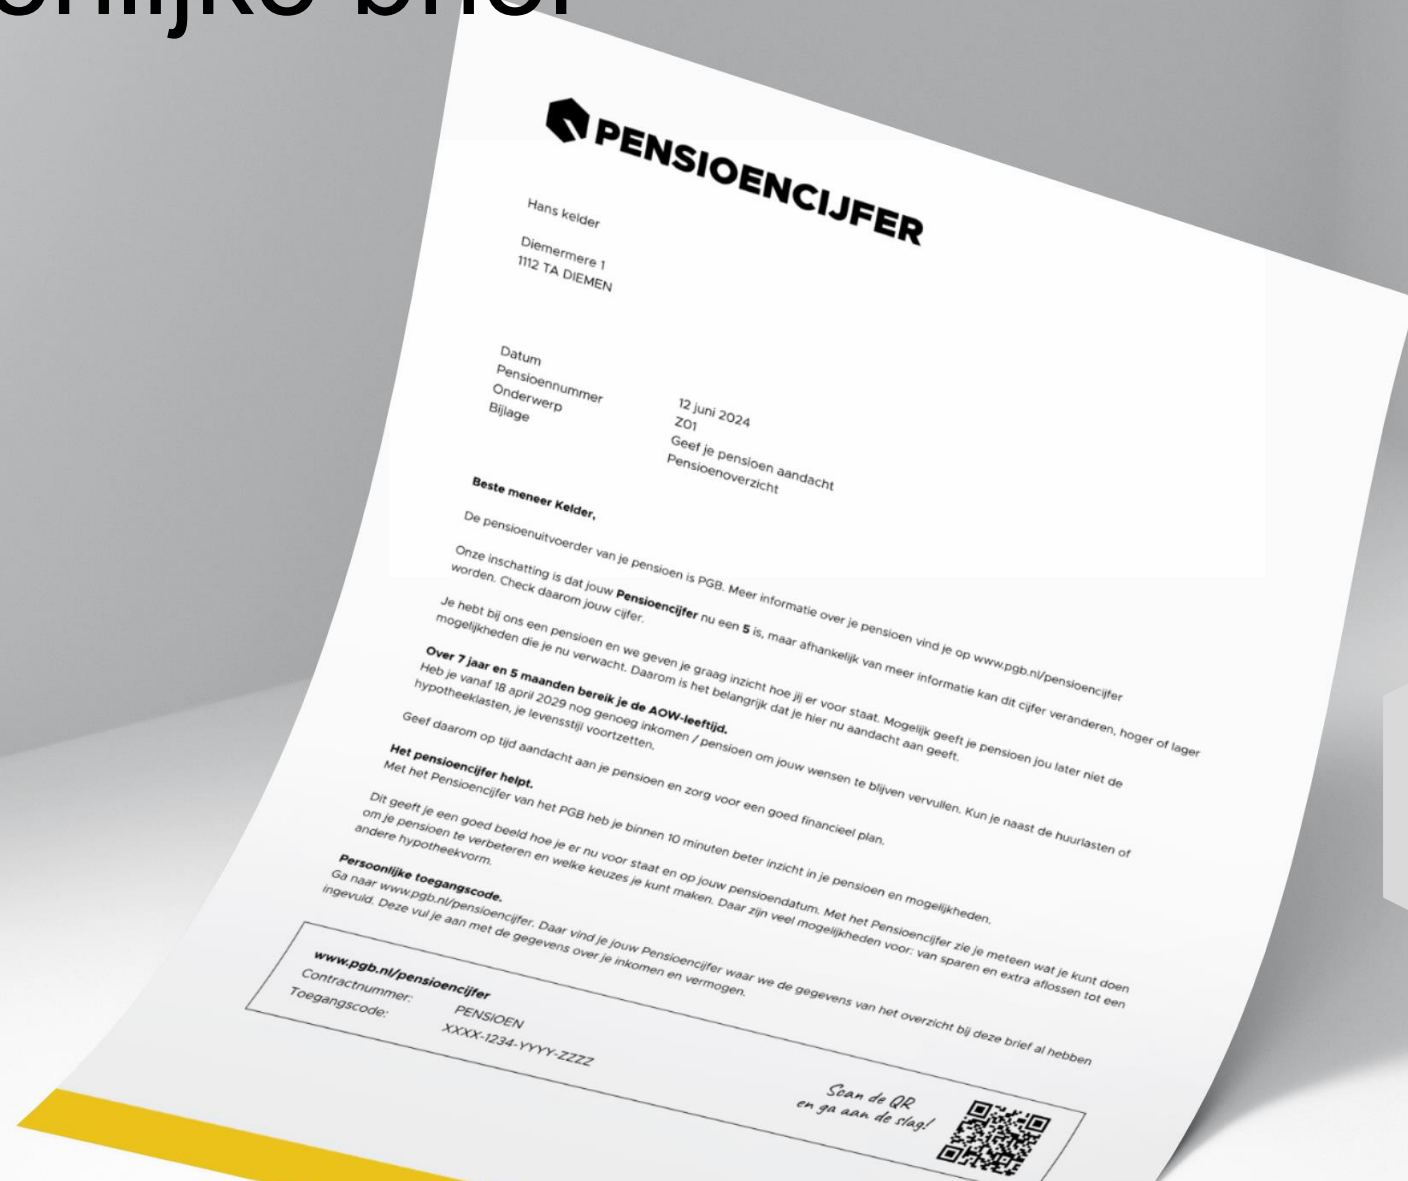 brief
PENSIOENCIJFER
Hans kelder
Diemermere 1
1112 TA DIEMEN
Datum
Pensioennummer
Onderwerp
Bijlage
12 juni 2024
Z01
Geef je pensioen aandacht
Pensioenoverzicht
Beste meneer Kelder,
De pensioenuitvoerder van je pensioen is PGB. Meer informatie over je pensioen vind je op www.pgb.nl/pensioencijfer
Onze inschatting is dat jouw Pensioencijfer nu een 5 is, maar afhankelijk van meer informatie kan dit cijfer veranderen, hoger of lager
worden. Check daarom jouw cijfer.
Je hebt bij ons een pensioen en we geven je graag inzicht hoe jij er voor staat. Mogelijk geeft je pensioen jou later niet de
mogelijkheden die je nu verwacht. Daarom is het belangrijk dat je hier nu aandacht aan geeft.
Over 7 jaar en 5 maanden bereik je de AOW-leeftijd.
Heb je vanaf 18 april 2029 nog genoeg inkomen / pensioen om jouw wensen te blijven vervullen. Kun je naast de huurlasten of
hypotheeklasten, je levensstijl voortzetten.
Geef daarom op tijd aandacht aan je pensioen en zorg voor een goed financieel plan.
Het pensioencijfer helpt.
Met het Pensioencijfer van het PGB heb je binnen 10 minuten beter inzicht in je pensioen en mogelijkheden.
Dit geeft je een goed beeld hoe je er nu voor staat en op jouw pensioendatum. Met het Pensioencijfer zie je meteen wat je kunt doen
om je pensioen te verbeteren en welke keuzes je kunt maken. Daar zijn veel mogelijkheden voor: van sparen en extra aflossen tot een
andere hypotheekvorm.
Persoonlijke toegangscode.
Ga naar www.pgb.nl/pensioencijfer. Daar vind je jouw Pensioencijfer waar we de gegevens van het overzicht bij deze brief al hebben
ingevuld. Deze vul je aan met de gegevens over je inkomen en vermogen.
www.pgb.nl/pensioencijfer
Contractnummer: PENSIOEN
Toegangscode: XXXX-1234-YYYY-ZZZZ
Scan de QR
en ga aan de slag!